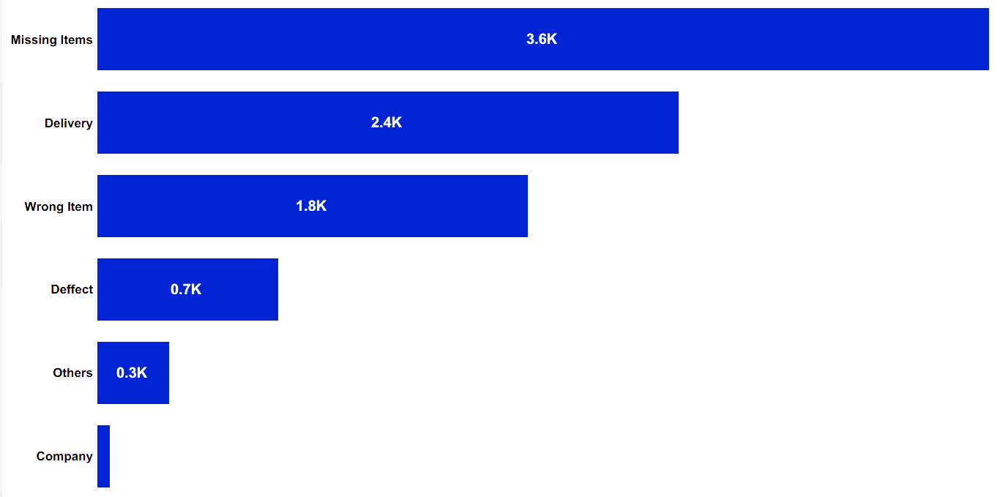 Missing Items 3.6K
Delivery 2.4K
Wrong Item 1.8K
Deffect 0.7K
Others 0.3K
Company